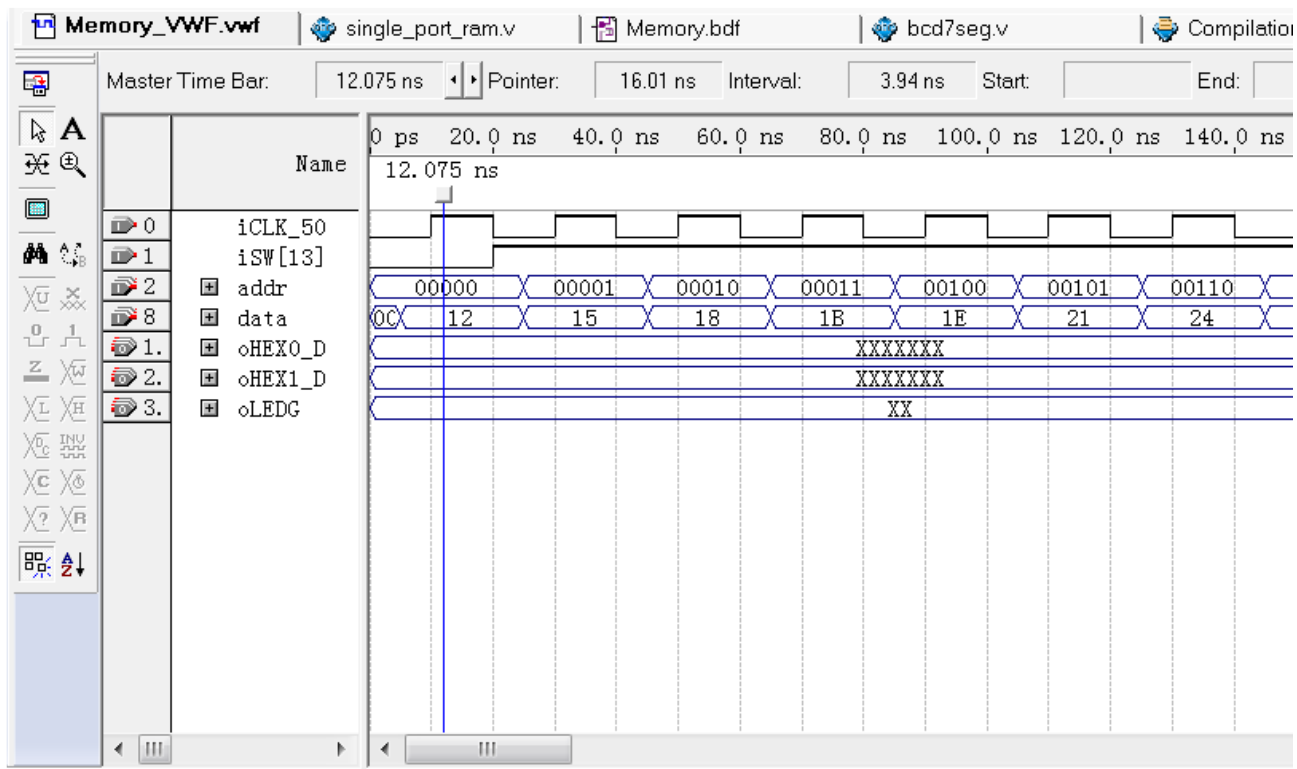 Memory_VWF.vwf single_port_ram.v Memory.bdf bcd7seg.v Compilation
Master Time Bar: 12.075 ns Pointer: 16.01 ns Interval: 3.94 ns Start: End:
A
0 ps 20.0 ns 40.0 ns 60.0 ns 80.0 ns 100.0 ns 120.0 ns 140.0 ns
Name
12.075 ns
0 iCLK_50
1 iSW[13]
2 addr 00000 00001 00010 00011 00100 00101 00110
8 data 0C 12 15 18 1B 1E 21 24
1. oHEX0_D XXXXXXX
2. oHEX1_D XXXXXXX
3. oLEDG XX